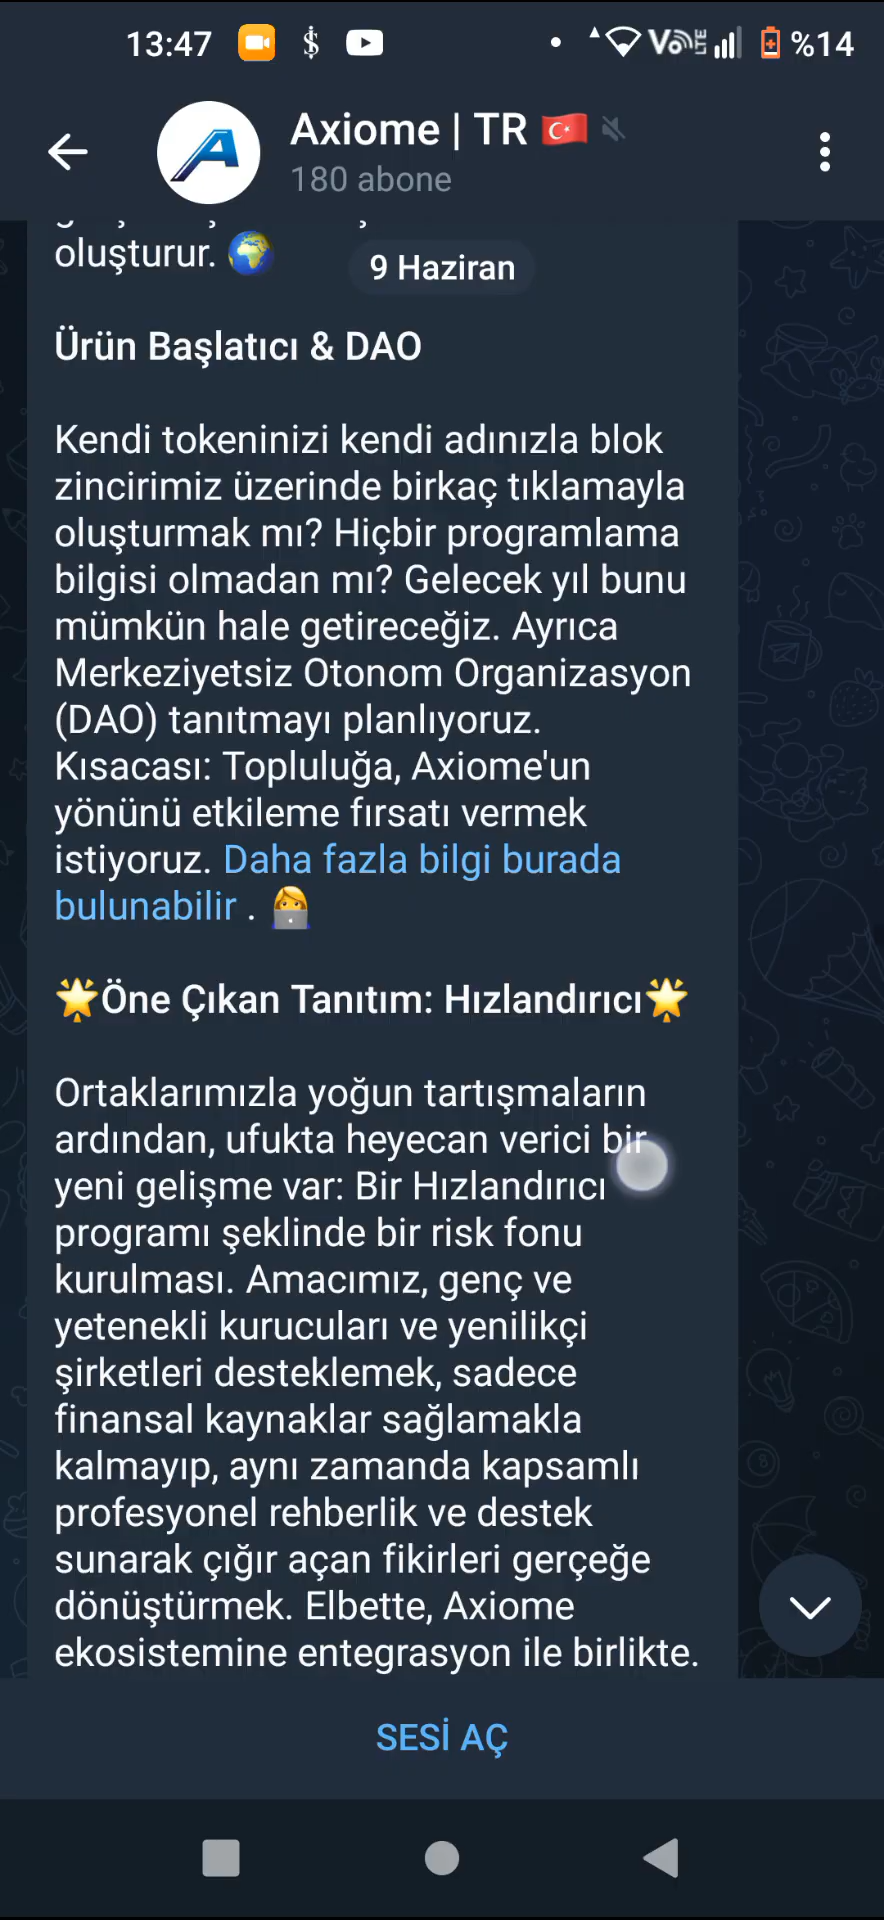 13:47
VoLTE
%14
Axiome | TR
180 abone
oluşturur.
9 Haziran
Ürün Başlatıcı & DAO
Kendi tokeninizi kendi adınızla blok
zincirimiz üzerinde birkaç tıklamayla
oluşturmak mı? Hiçbir programlama
bilgisi olmadan mı? Gelecek yıl bunu
mümkün hale getireceğiz. Ayrıca
Merkeziyetsiz Otonom Organizasyon
(DAO) tanıtmayı planlıyoruz.
Kısacası: Topluluğa, Axiome'un
yönünü etkileme fırsatı vermek
istiyoruz. Daha fazla bilgi burada
bulunabilir .
🌟Öne Çıkan Tanıtım: Hızlandırıcı🌟
Ortaklarımızla yoğun tartışmaların
ardından, ufukta heyecan verici bir
yeni gelişme var: Bir Hızlandırıcı
programı şeklinde bir risk fonu
kurulması. Amacımız, genç ve
yetenekli kurucuları ve yenilikçi
şirketleri desteklemek, sadece
finansal kaynaklar sağlamakla
kalmayıp, aynı zamanda kapsamlı
profesyonel rehberlik ve destek
sunarak çığır açan fikirleri gerçeğe
dönüştürmek. Elbette, Axiome
ekosistemine entegrasyon ile birlikte.
SESİ AÇ